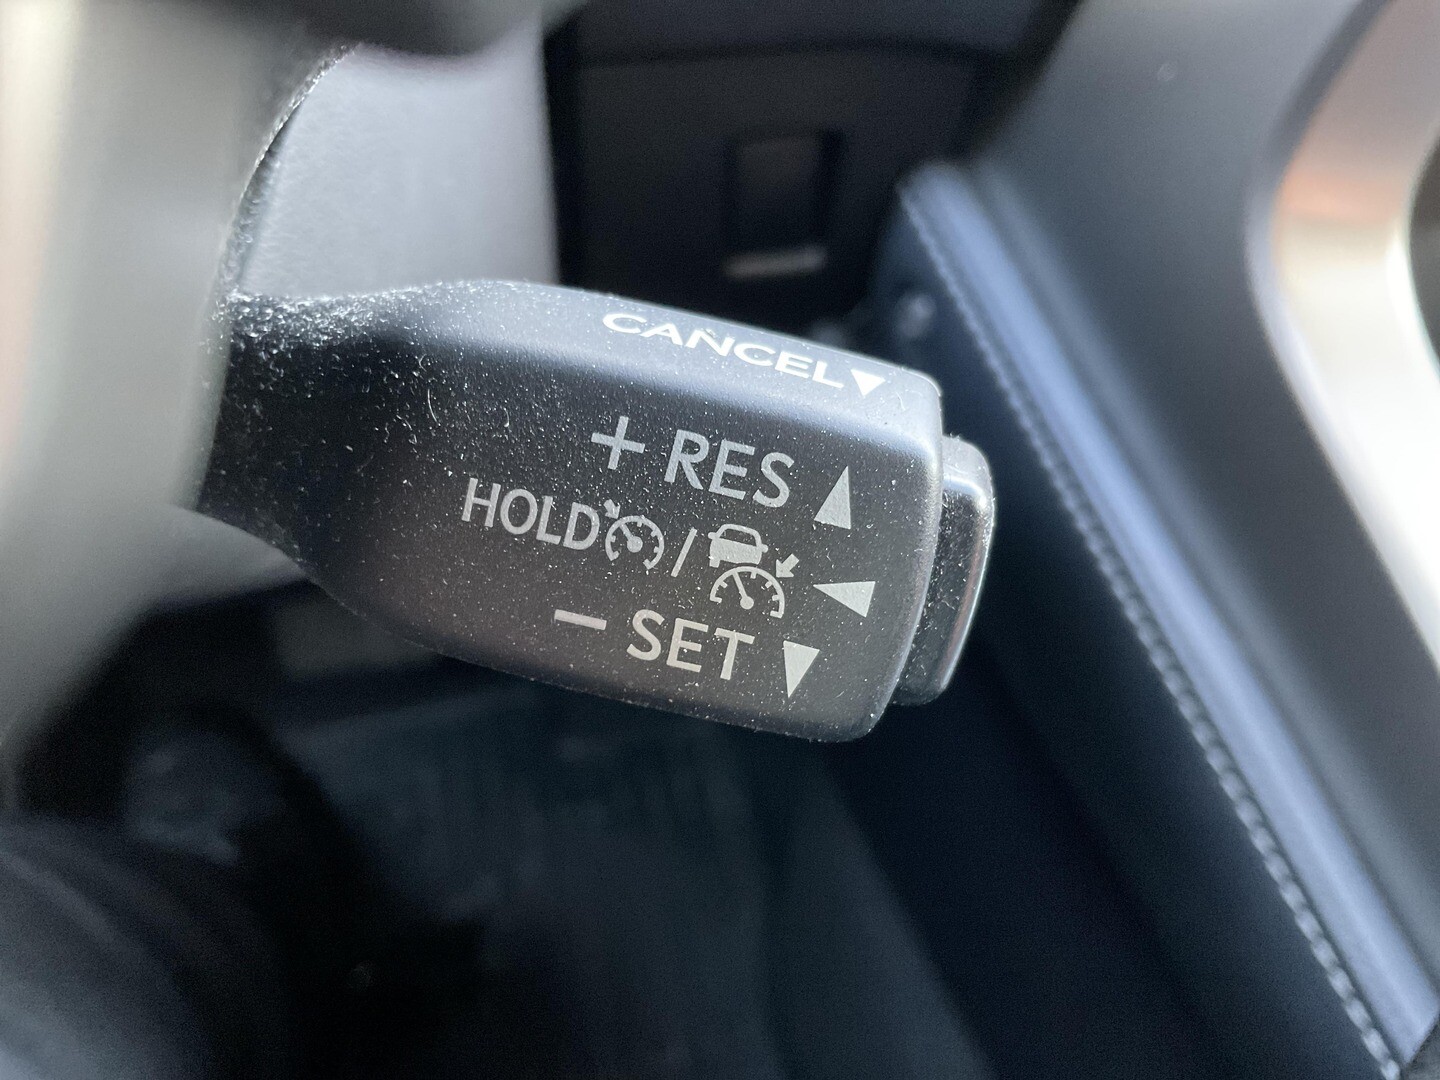 CANCEL▼
+ RES ▲
HOLD / ◀
− SET ▼